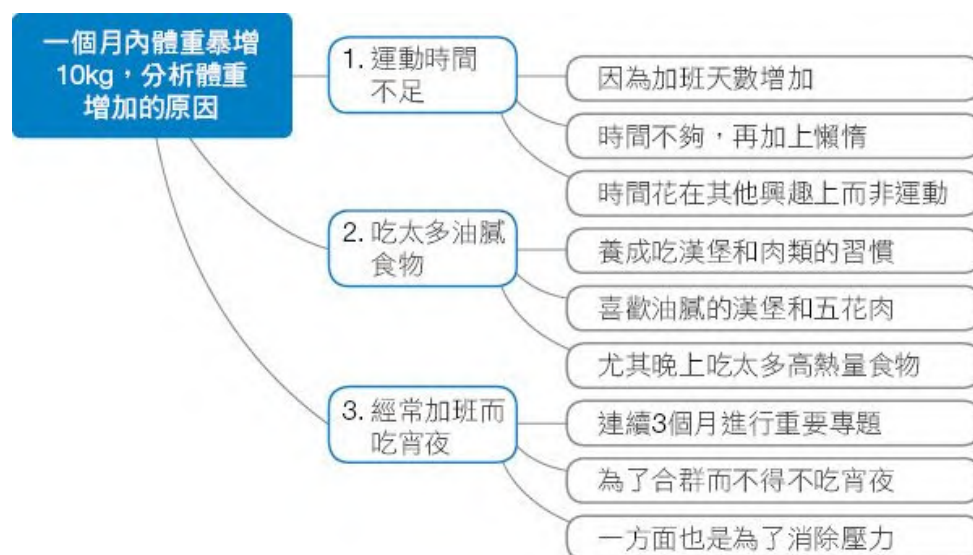 一個月內體重暴增
10kg，分析體重
增加的原因
1. 運動時間
不足
因為加班天數增加
時間不夠，再加上懶惰
時間花在其他興趣上而非運動
2. 吃太多油膩
食物
養成吃漢堡和肉類的習慣
喜歡油膩的漢堡和五花肉
尤其晚上吃太多高熱量食物
3. 經常加班而
吃宵夜
連續3個月進行重要專題
為了合群而不得不吃宵夜
一方面也是為了消除壓力